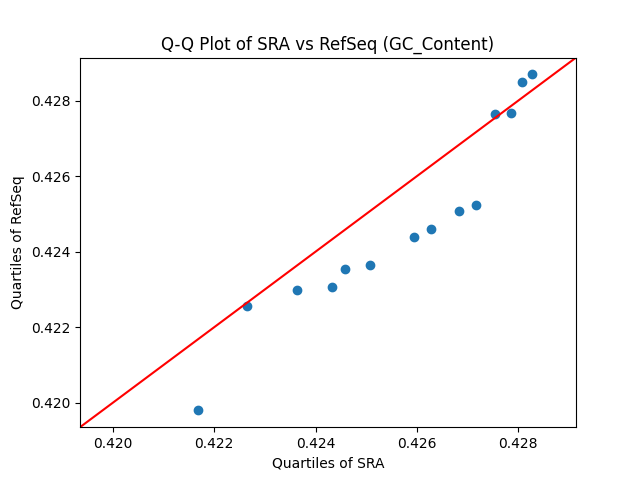 Q-Q Plot of SRA vs RefSeq (GC_Content)
Quartiles of RefSeq
0.428
0.426
0.424
0.422
0.420
0.420 0.422 0.424 0.426 0.428
Quartiles of SRA